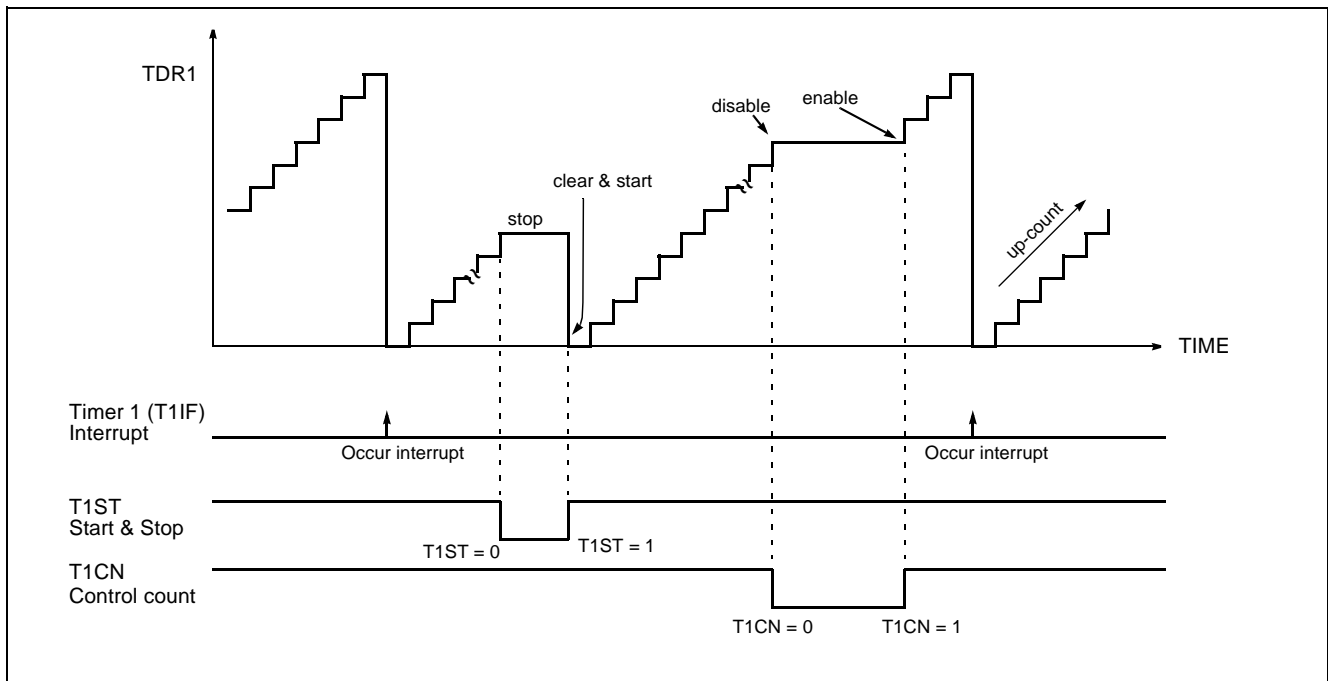 TDR1
disable
enable
clear & start
stop
up-count
TIME
Timer 1 (T1IF)
Interrupt
Occur interrupt
Occur interrupt
T1ST
Start & Stop
T1ST = 0
T1ST = 1
T1CN
Control count
T1CN = 0
T1CN = 1